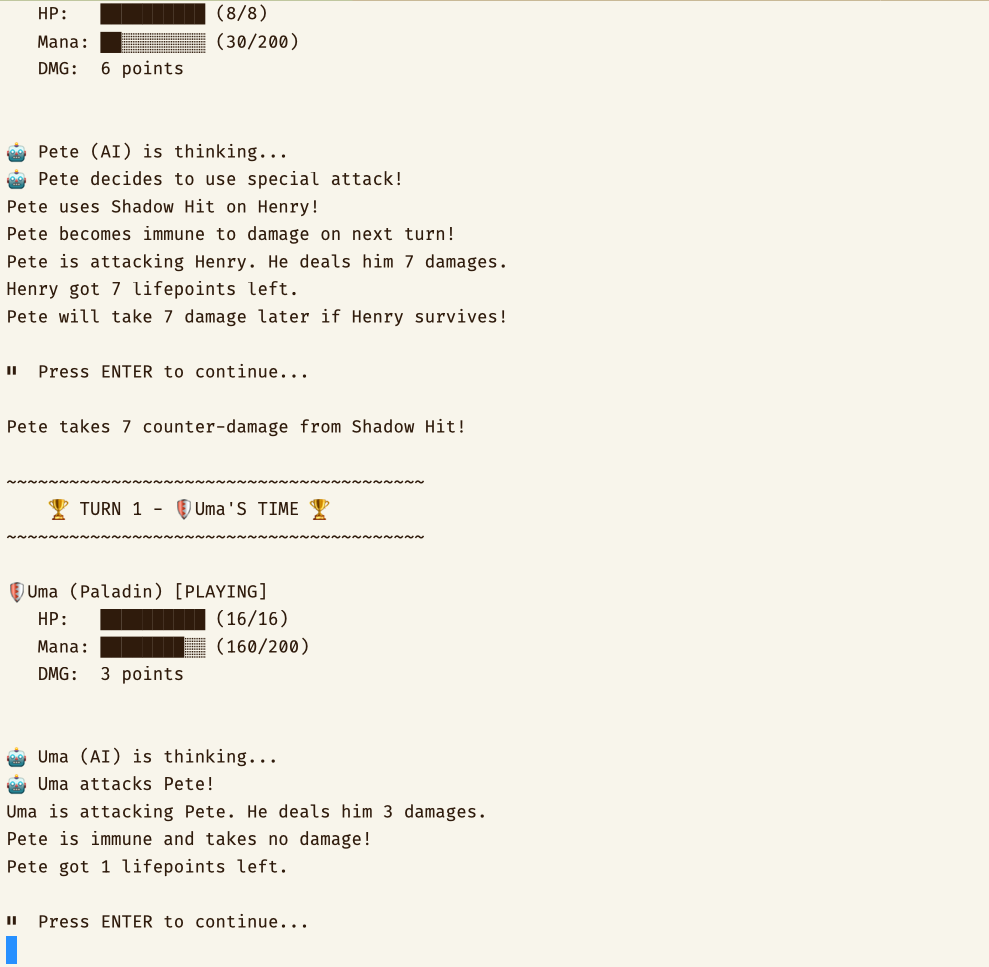 HP:   ██████████ (8/8)
Mana: ██░░░░░░░░ (30/200)
DMG:  6 points
🤖 Pete (AI) is thinking...
🤖 Pete decides to use special attack!
Pete uses Shadow Hit on Henry!
Pete becomes immune to damage on next turn!
Pete is attacking Henry. He deals him 7 damages.
Henry got 7 lifepoints left.
Pete will take 7 damage later if Henry survives!
⏸  Press ENTER to continue...
Pete takes 7 counter-damage from Shadow Hit!
~~~~~~~~~~~~~~~~~~~~~~~~~~~~~~~~~~~~~~~~
🏆 TURN 1 - 🛡️Uma'S TIME 🏆
~~~~~~~~~~~~~~~~~~~~~~~~~~~~~~~~~~~~~~~~
🛡️Uma (Paladin) [PLAYING]
HP:   ██████████ (16/16)
Mana: ████████░░ (160/200)
DMG:  3 points
🤖 Uma (AI) is thinking...
🤖 Uma attacks Pete!
Uma is attacking Pete. He deals him 3 damages.
Pete is immune and takes no damage!
Pete got 1 lifepoints left.
⏸  Press ENTER to continue...